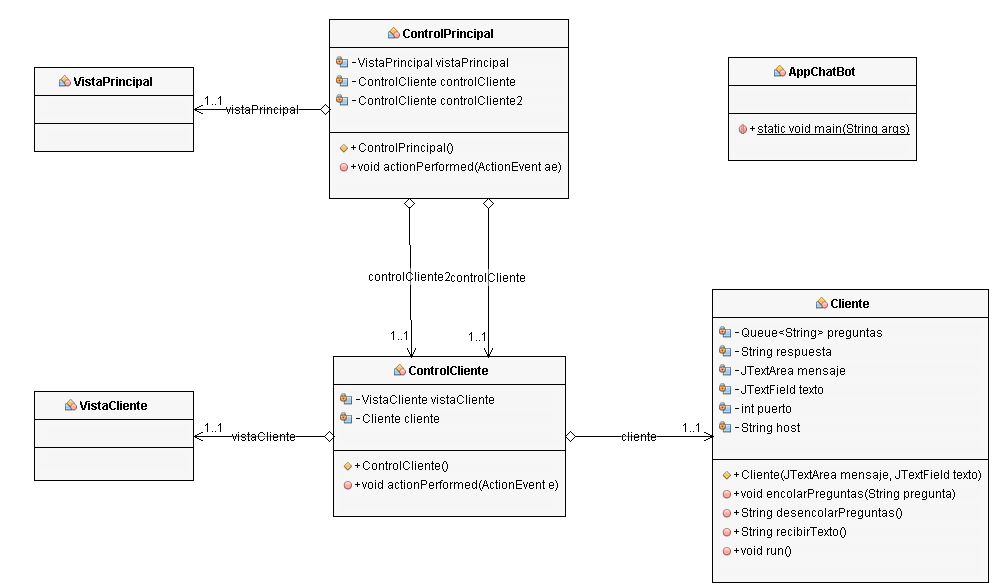 ControlPrincipal
-VistaPrincipal vistaPrincipal
-ControlCliente controlCliente
-ControlCliente controlCliente2
+ControlPrincipal()
+void actionPerformed(ActionEvent ae)
VistaPrincipal
1..1
vistaPrincipal
AppChatBot
+static void main(String args)
controlCliente2
controlCliente
1..1
1..1
ControlCliente
-VistaCliente vistaCliente
-Cliente cliente
+ControlCliente()
+void actionPerformed(ActionEvent e)
VistaCliente
1..1
vistaCliente
cliente
1..1
Cliente
-Queue<String> preguntas
-String respuesta
-JTextArea mensaje
-JTextField texto
-int puerto
-String host
+Cliente(JTextArea mensaje, JTextField texto)
+void encolarPreguntas(String pregunta)
+String desencolarPreguntas()
+String recibirTexto()
+void run()